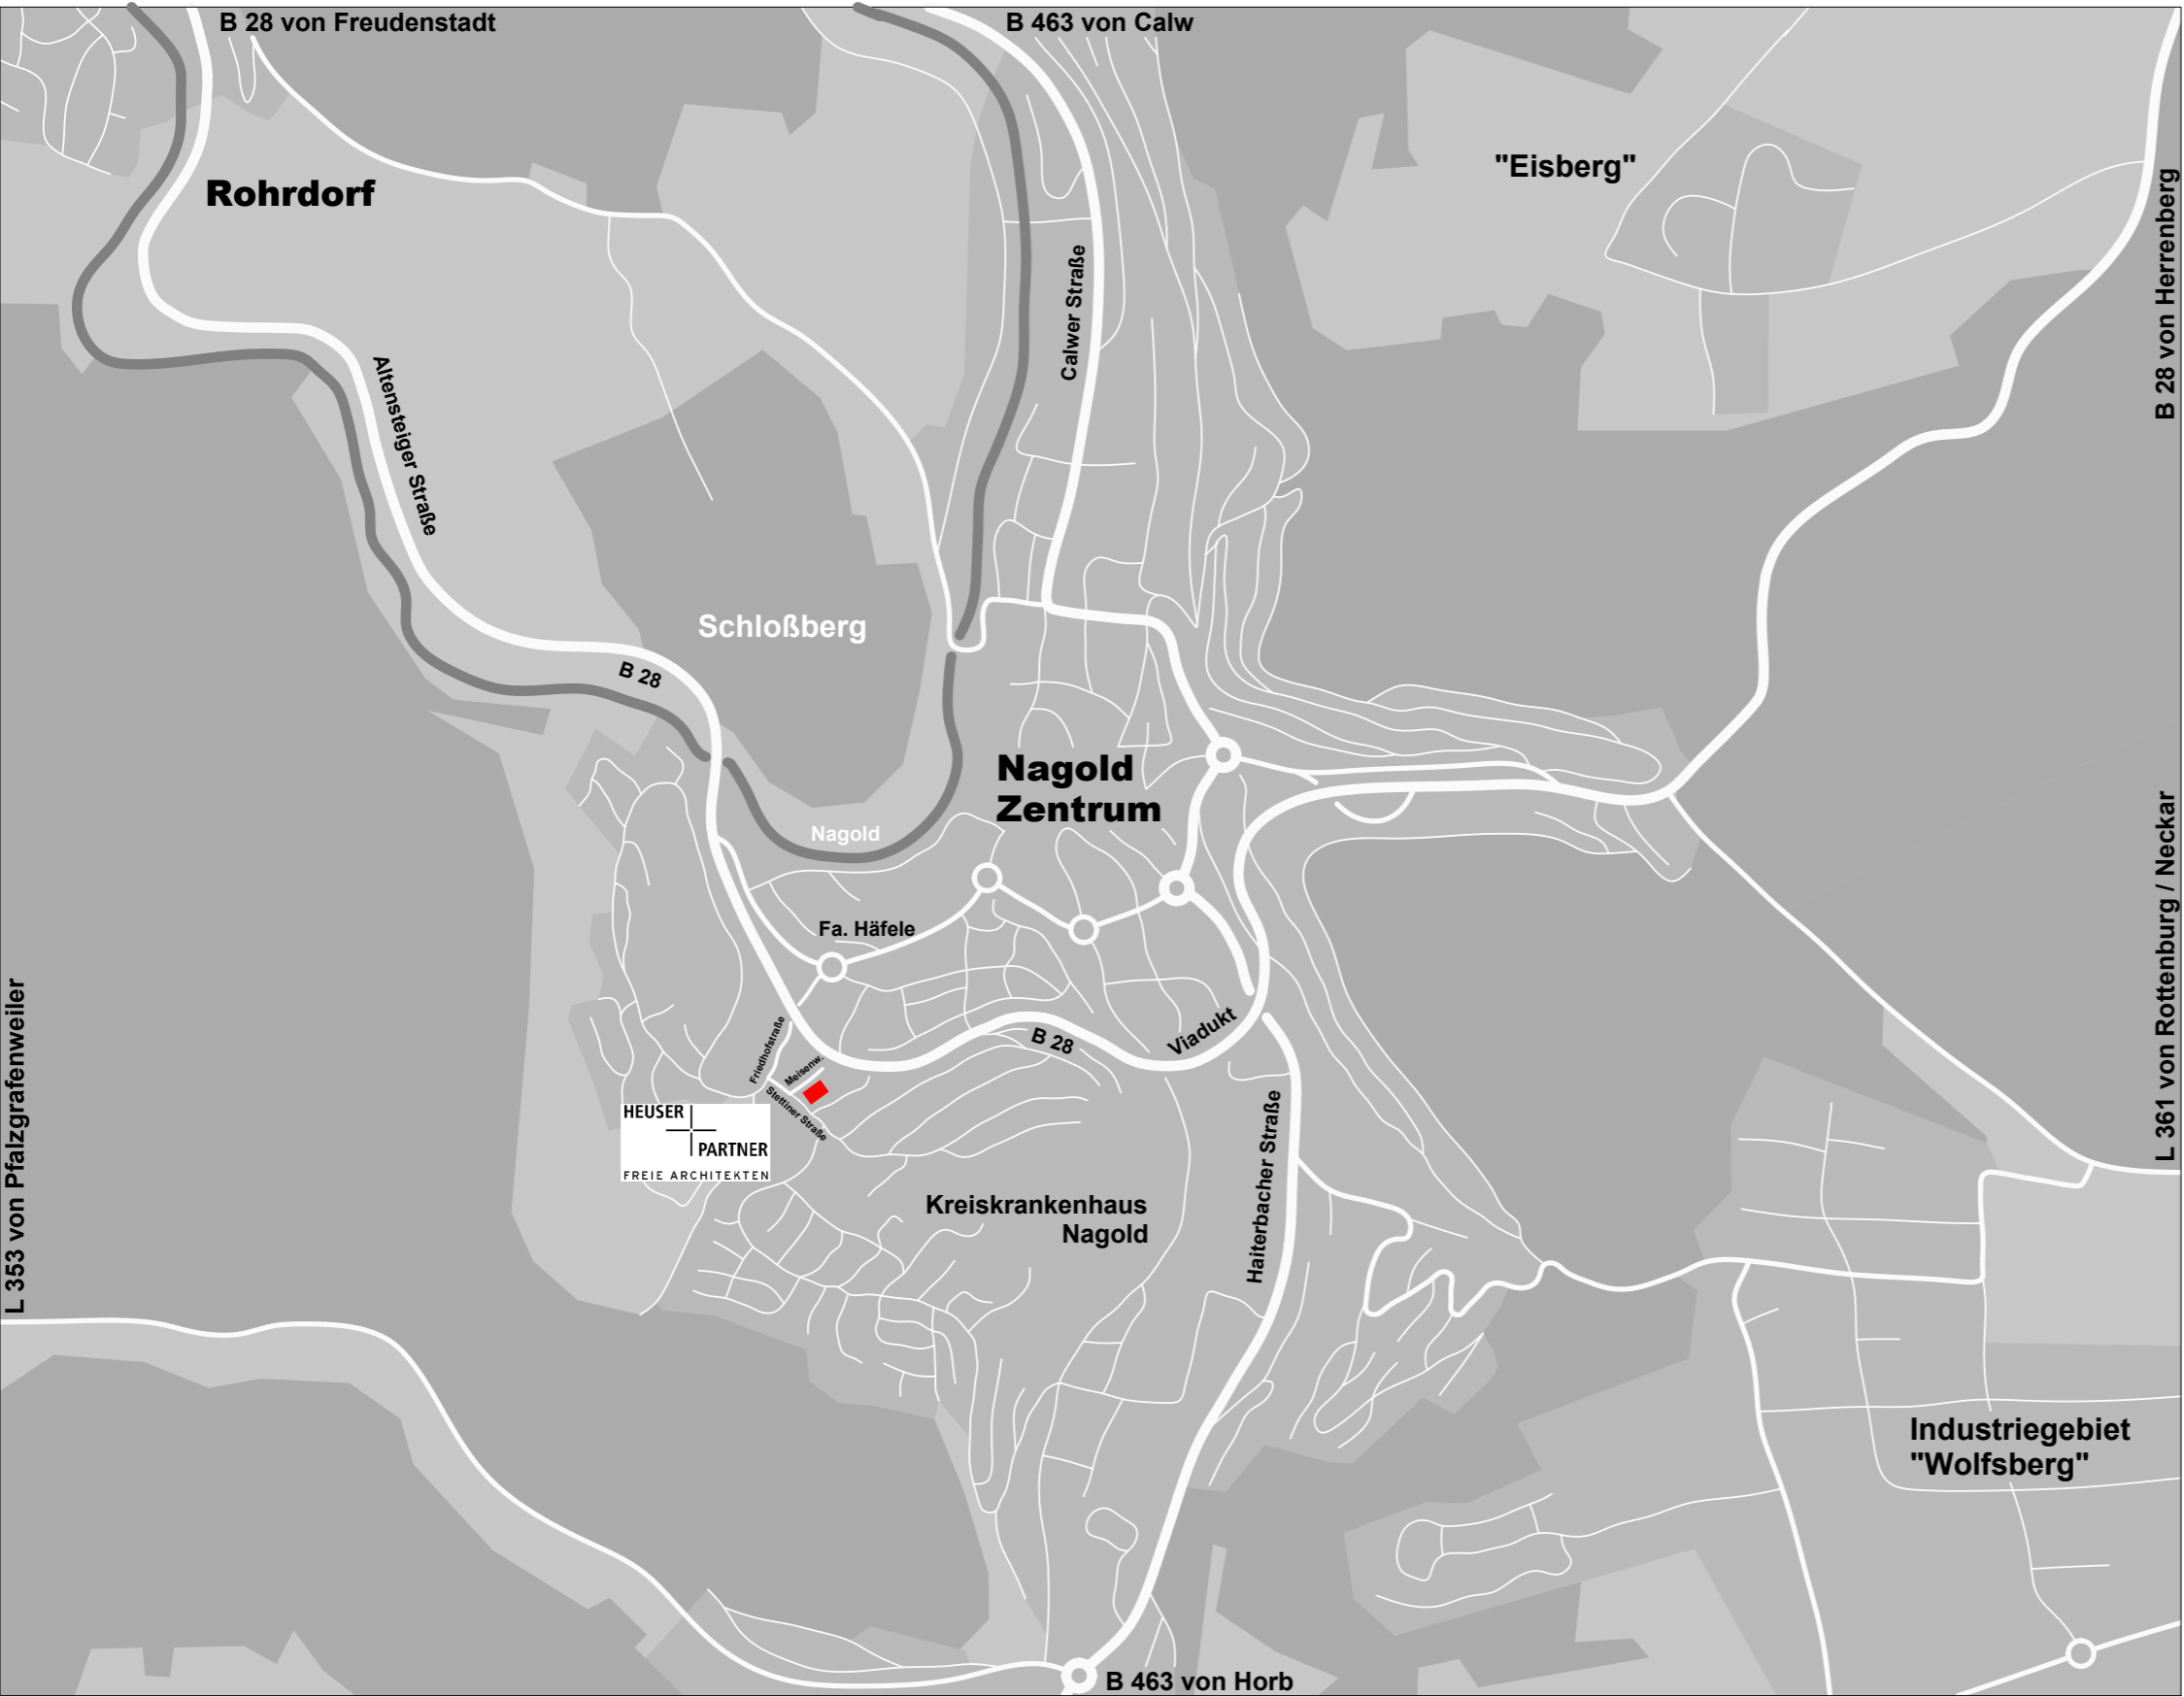 B 28 von Freudenstadt
B 463 von Calw
"Eisberg"
Rohrdorf
B 28 von Herrenberg
Calwer Straße
Altensteiger Straße
Schloßberg
B 28
Nagold
Zentrum
Nagold
L 361 von Rottenburg / Neckar
Fa. Häfele
L 353 von Pfalzgrafenweiler
Viadukt
B 28
Friedhofstraße
Meisenw.
Stettiner Straße
HEUSER
PARTNER
FREIE ARCHITEKTEN
Haiterbacher Straße
Kreiskrankenhaus
Nagold
Industriegebiet
"Wolfsberg"
B 463 von Horb